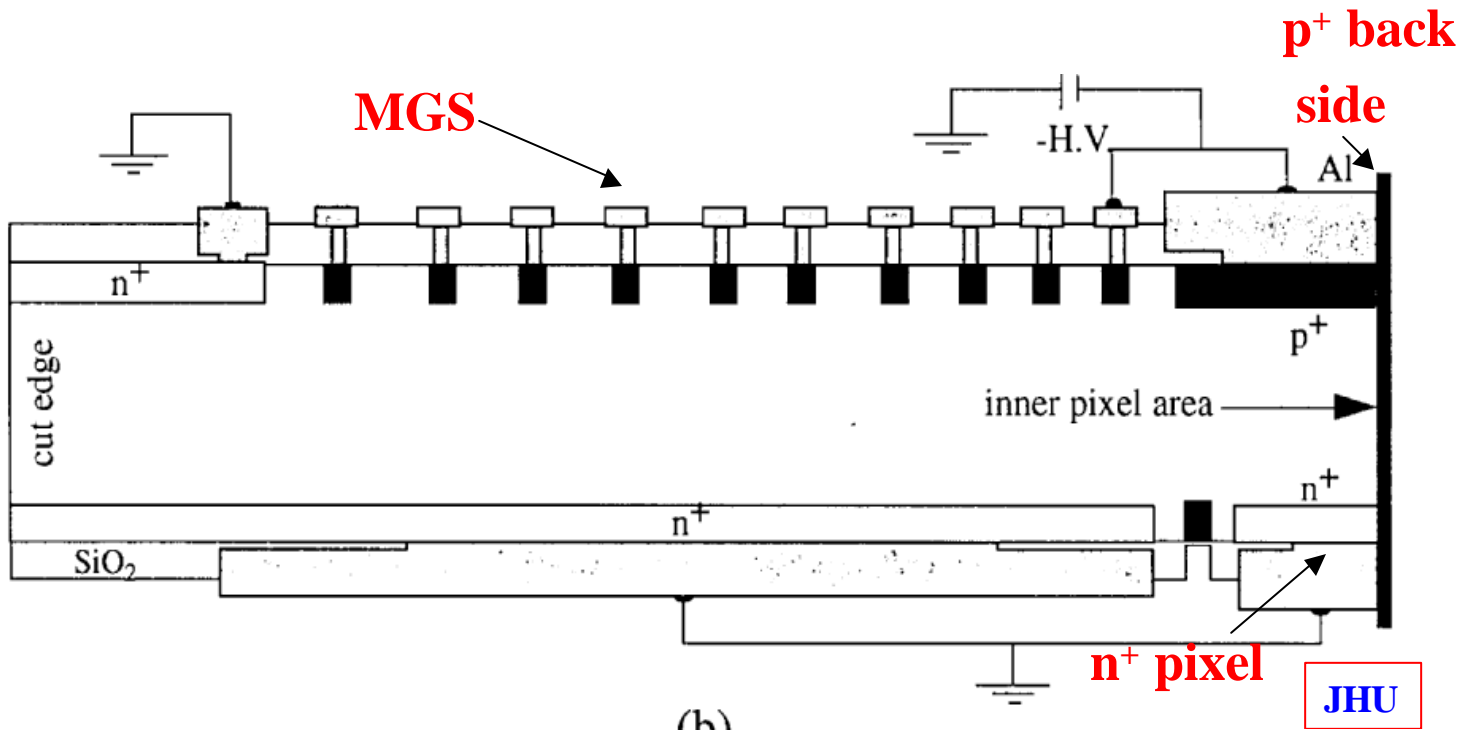 p⁺ back
side
MGS
-H.V.
Al
n⁺
p⁺
cut edge
inner pixel area
n⁺
n⁺
SiO₂
n⁺ pixel
JHU
(b)